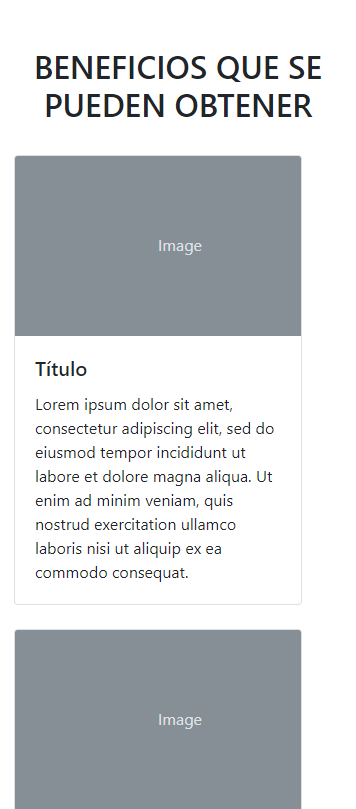 BENEFICIOS QUE SE
PUEDEN OBTENER
Image
Título
Lorem ipsum dolor sit amet,
consectetur adipiscing elit, sed do
eiusmod tempor incididunt ut
labore et dolore magna aliqua. Ut
enim ad minim veniam, quis
nostrud exercitation ullamco
laboris nisi ut aliquip ex ea
commodo consequat.
Image